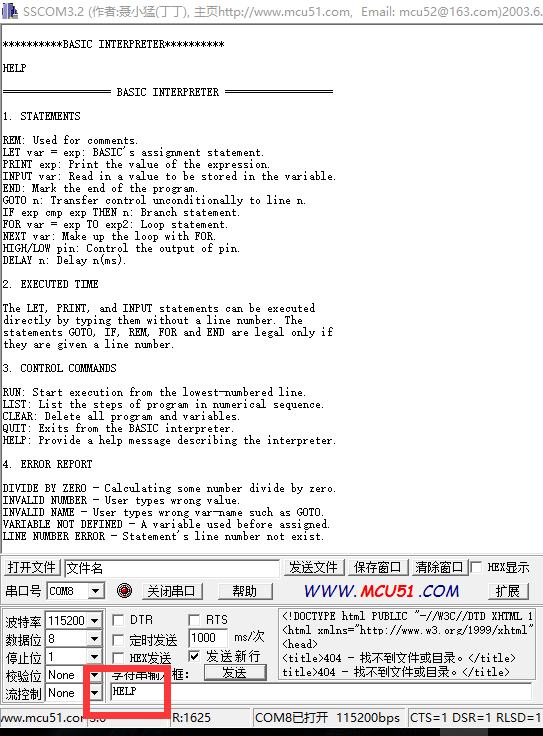 SSCOM3.2 (作者:聂小猛(丁丁), 主页http://www.mcu51.com, Email: mcu52@163.com)2003.6.
**********BASIC INTERPRETER**********
HELP
================== BASIC INTERPRETER ==================
1. STATEMENTS
REM: Used for comments.
LET var = exp: BASIC's assignment statement.
PRINT exp: Print the value of the expression.
INPUT var: Read in a value to be stored in the variable.
END: Mark the end of the program.
GOTO n: Transfer control unconditionally to line n.
IF exp cmp exp THEN n: Branch statement.
FOR var = exp TO exp2: Loop statement.
NEXT var: Make up the loop with FOR.
HIGH/LOW pin: Control the output of pin.
DELAY n: Delay n(ms).
2. EXECUTED TIME
The LET, PRINT, and INPUT statements can be executed
directly by typing them without a line number. The
statements GOTO, IF, REM, FOR and END are legal only if
they are given a line number.
3. CONTROL COMMANDS
RUN: Start execution from the lowest-numbered line.
LIST: List the steps of program in numerical sequence.
CLEAR: Delete all program and variables.
QUIT: Exits from the BASIC interpreter.
HELP: Provide a help message describing the interpreter.
4. ERROR REPORT
DIVIDE BY ZERO - Calculating some number divide by zero.
INVALID NUMBER - User types wrong value.
INVALID NAME - User types wrong var-name such as GOTO.
VARIABLE NOT DEFINED - A variable used before assigned.
LINE NUMBER ERROR - Statement's line number not exist.
打开文件 文件名 发送文件 保存窗口 清除窗口 HEX显示
串口号 COM8 关闭串口 帮助 WWW.MCU51.COM 扩展
波特率 115200 DTR RTS
数据位 8 定时发送 1000 ms/次
停止位 1 HEX发送 发送新行
校验位 None 字符串输入框: 发送
流控制 None HELP
<!DOCTYPE html PUBLIC "-//W3C//DTD XHTML 1
<html xmlns="http://www.w3.org/1999/xhtml"
<head>
<title>404 - 找不到文件或目录。</title>
title>404 - 找不到文件或目录。</title>
ww.mcu51.cor R:1625 COM8已打开 115200bps CTS=1 DSR=1 RLSD=1